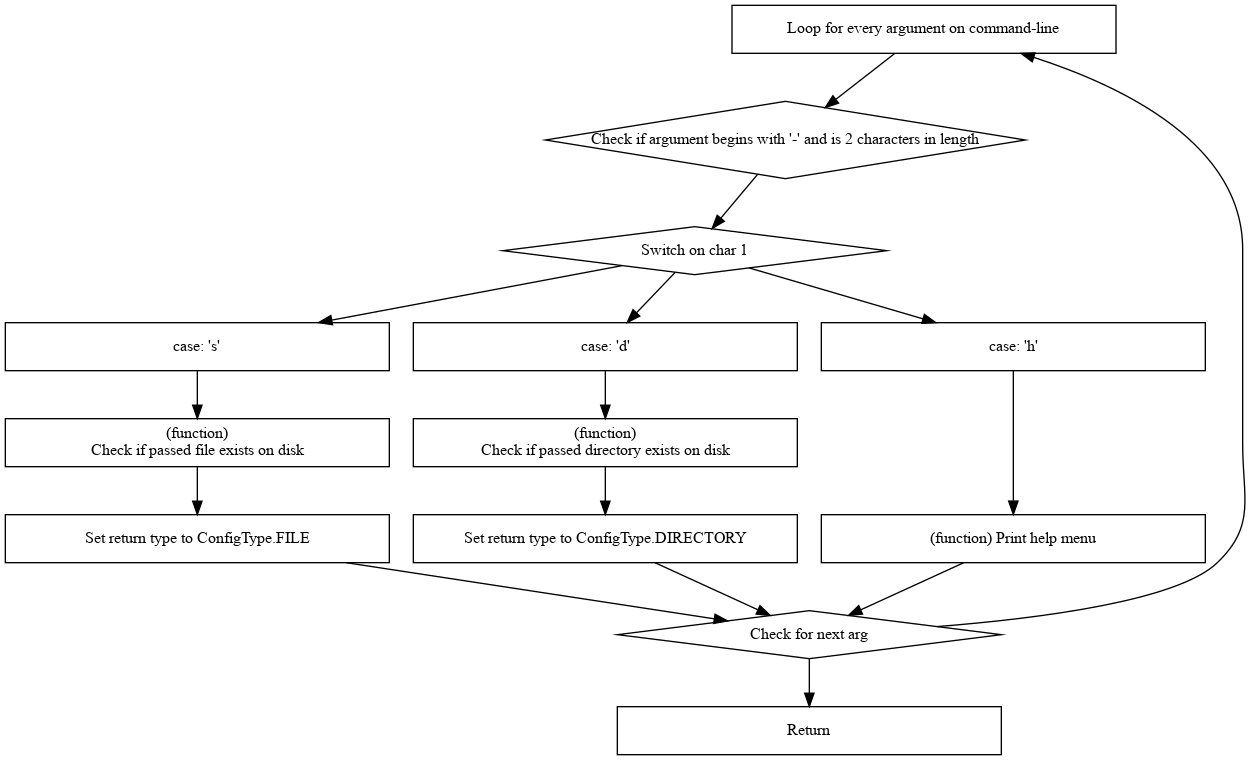 Loop for every argument on command-line
Check if argument begins with '-' and is 2 characters in length
Switch on char 1
case: 's'
case: 'd'
case: 'h'
(function)
Check if passed file exists on disk
(function)
Check if passed directory exists on disk
Set return type to ConfigType.FILE
Set return type to ConfigType.DIRECTORY
(function) Print help menu
Check for next arg
Return